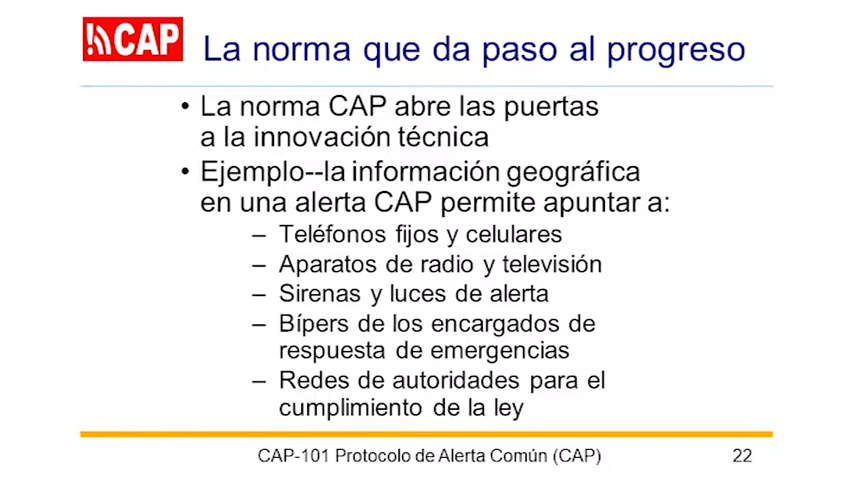 CAP
La norma que da paso al progreso
• La norma CAP abre las puertas
a la innovación técnica
• Ejemplo--la información geográfica
en una alerta CAP permite apuntar a:
– Teléfonos fijos y celulares
– Aparatos de radio y televisión
– Sirenas y luces de alerta
– Bípers de los encargados de
respuesta de emergencias
– Redes de autoridades para el
cumplimiento de la ley
CAP-101 Protocolo de Alerta Común (CAP) 22